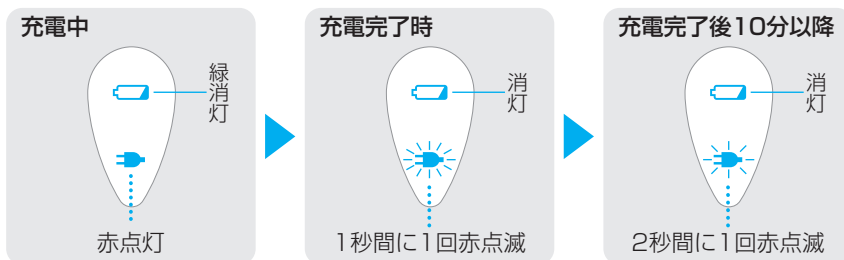 充電中
緑消灯
赤点灯
充電完了時
消灯
1秒間に1回赤点滅
充電完了後10分以降
消灯
2秒間に1回赤点滅